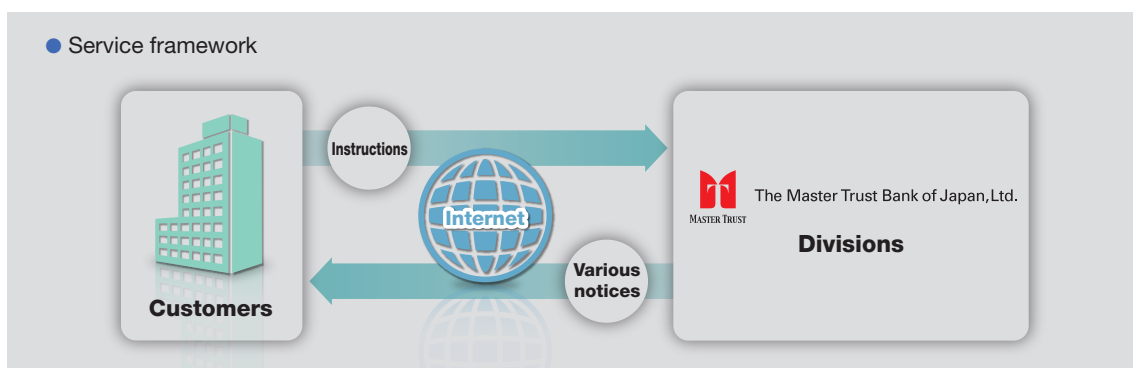 Service framework
Instructions
Internet
MASTER TRUST
The Master Trust Bank of Japan, Ltd.
Divisions
Various
notices
Customers